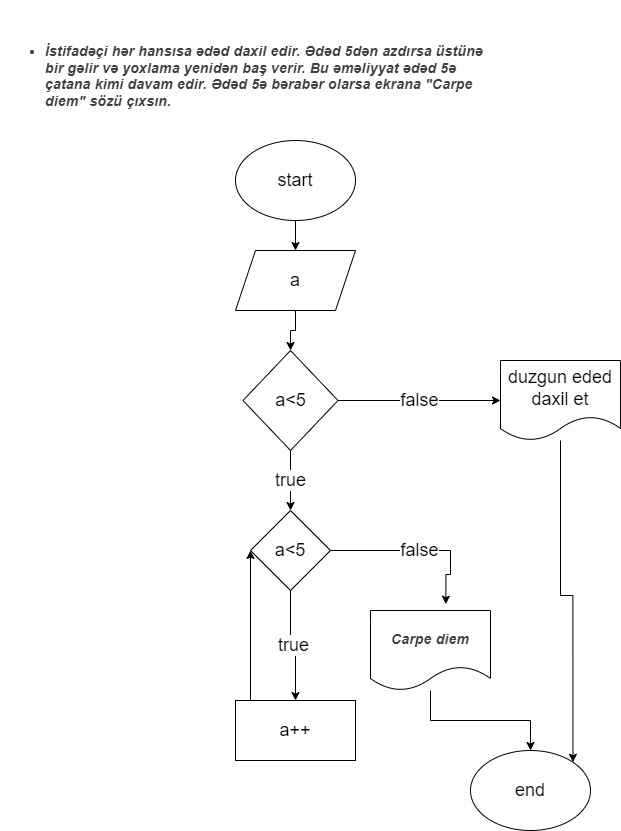 • İstifadəçi hər hansısa ədəd daxil edir. Ədəd 5dən azdırsa üstünə
bir gəlir və yoxlama yenidən baş verir. Bu əməliyyat ədəd 5ə
çatana kimi davam edir. Ədəd 5ə bərabər olarsa ekrana "Carpe
diem" sözü çıxsın.
start
a
a<5
false
duzgun eded
daxil et
true
a<5
false
true
Carpe diem
a++
end